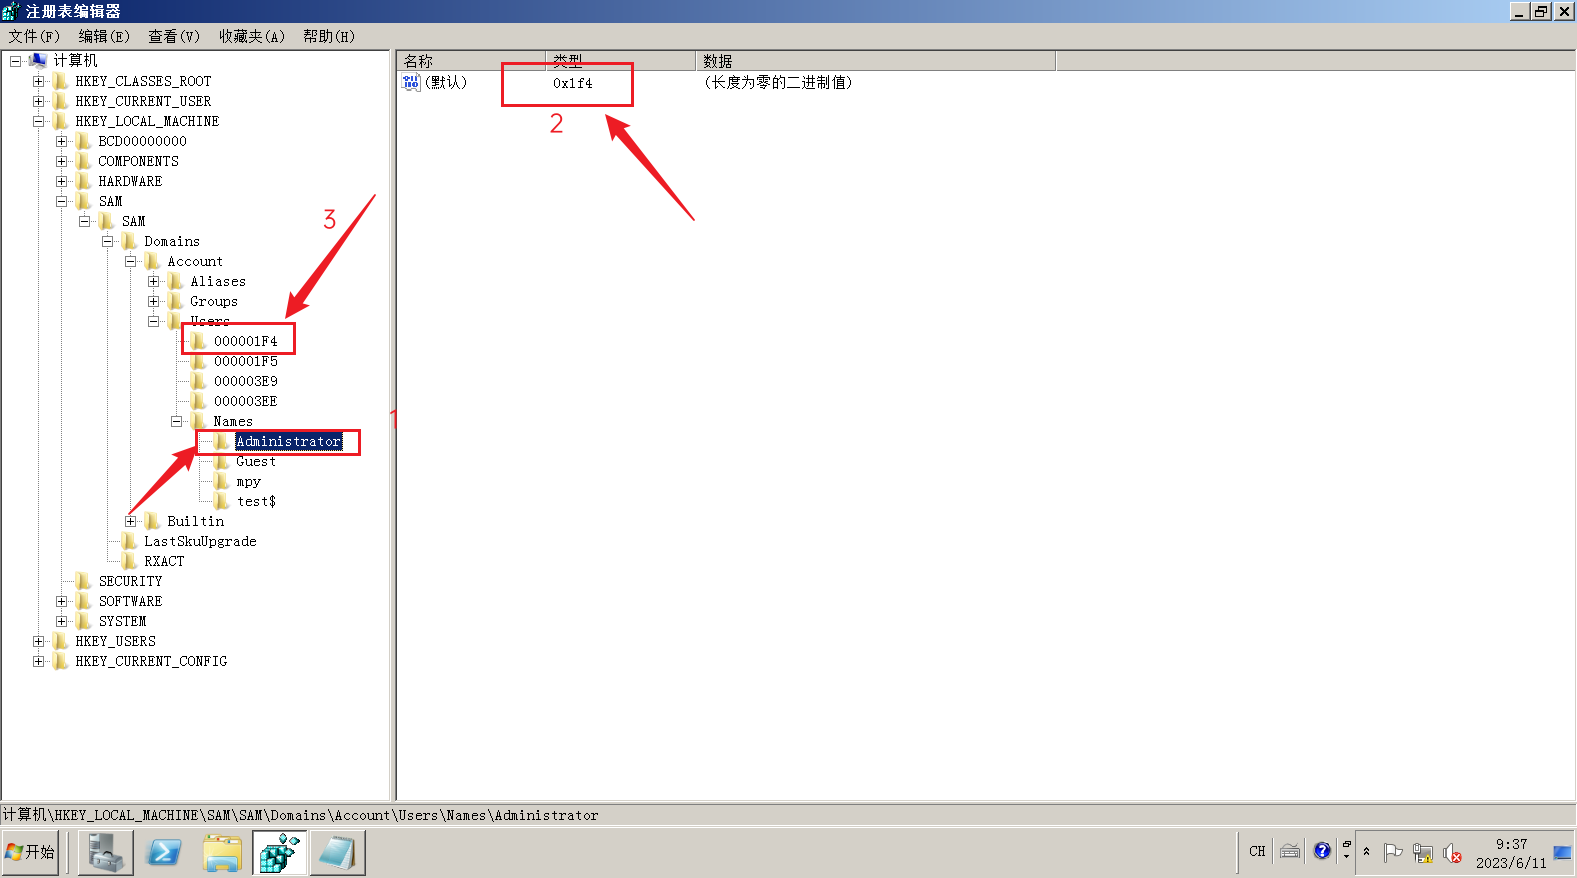 注册表编辑器
文件(F) 编辑(E) 查看(V) 收藏夹(A) 帮助(H)
计算机
HKEY_CLASSES_ROOT
HKEY_CURRENT_USER
HKEY_LOCAL_MACHINE
BCD00000000
COMPONENTS
HARDWARE
SAM
SAM
Domains
Account
Aliases
Groups
Users
000001F4
000001F5
000003E9
000003EE
Names
Administrator
Guest
mpy
test$
Builtin
LastSkuUpgrade
RXACT
SECURITY
SOFTWARE
SYSTEM
HKEY_USERS
HKEY_CURRENT_CONFIG
3
1
名称 类型 数据
(默认) 0x1f4 (长度为零的二进制值)
2
计算机\HKEY_LOCAL_MACHINE\SAM\SAM\Domains\Account\Users\Names\Administrator
开始
CH
9:37
2023/6/11